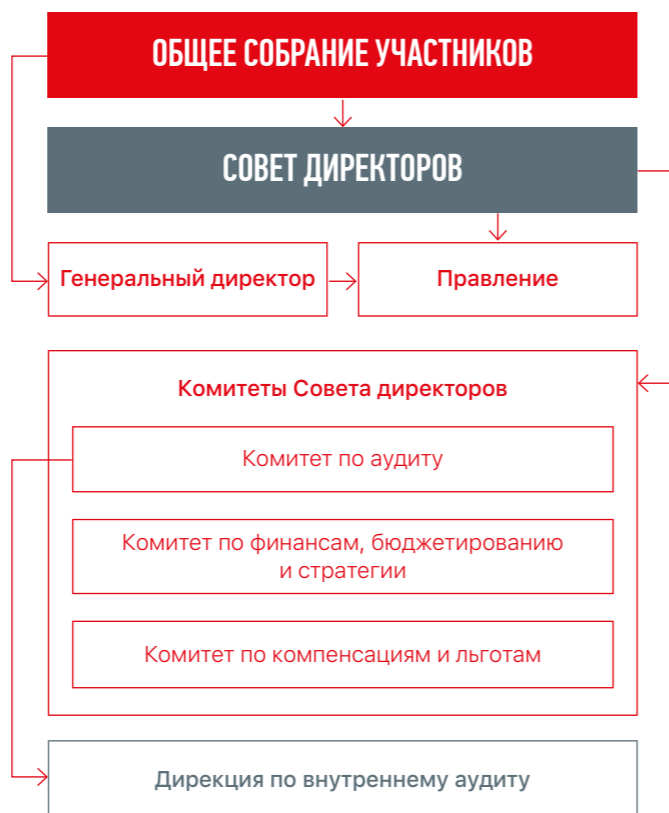 ОБЩЕЕ СОБРАНИЕ УЧАСТНИКОВ
СОВЕТ ДИРЕКТОРОВ
Генеральный директор
Правление
Комитеты Совета директоров
Комитет по аудиту
Комитет по финансам, бюджетированию
и стратегии
Комитет по компенсациям и льготам
Дирекция по внутреннему аудиту